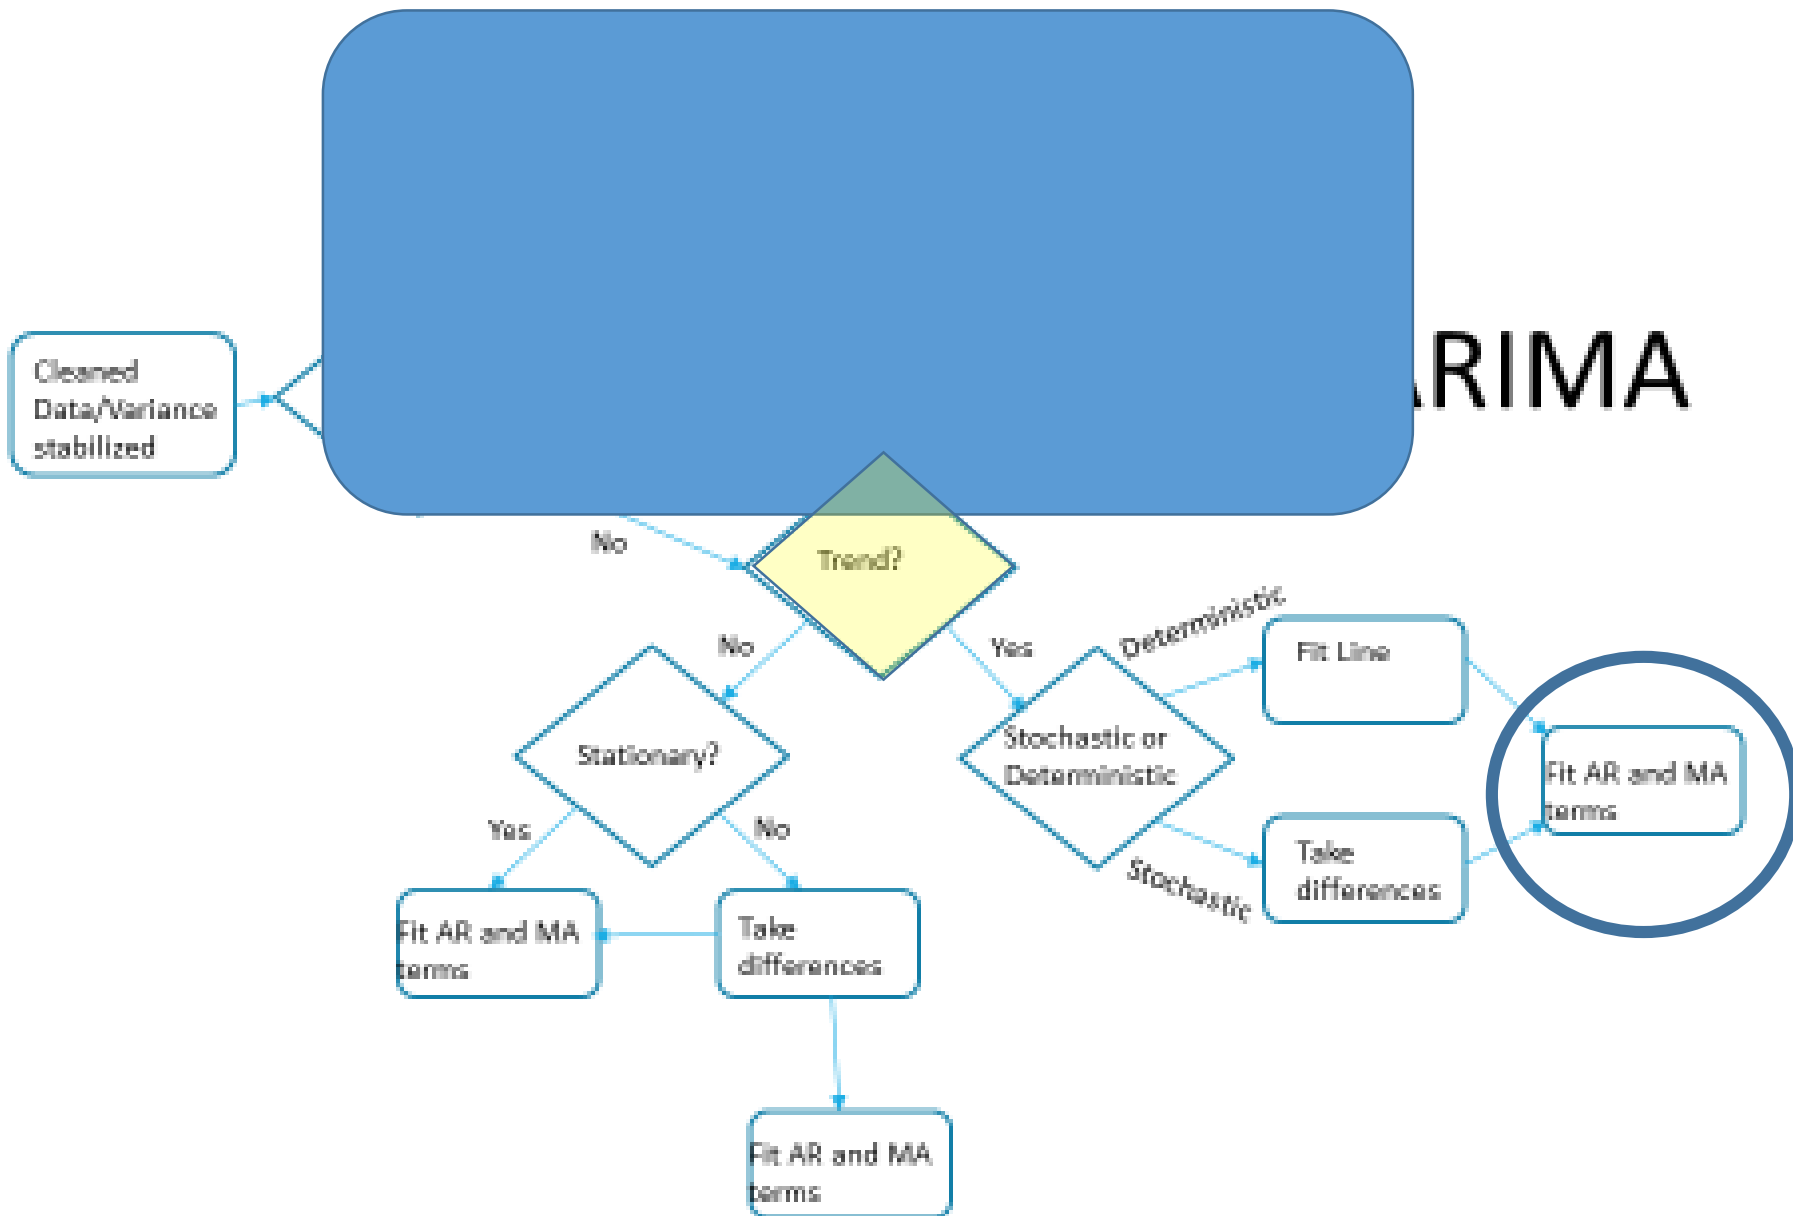 Cleaned
Data/Variance
stabilized
RIMA
No
Trend?
No
Yes
Deterministic
Fit Line
Stationary?
Stochastic or
Deterministic
Fit AR and MA
terms
Yes
No
Stochastic
Take
differences
Fit AR and MA
terms
Take
differences
Fit AR and MA
terms